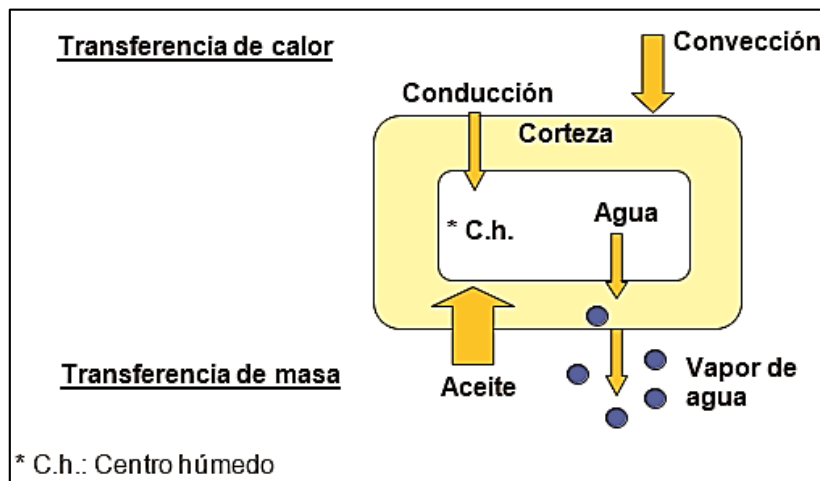 Transferencia de calor
Convección
Conducción
Corteza
* C.h.
Agua
Transferencia de masa
Aceite
Vapor de
agua
* C.h.: Centro húmedo